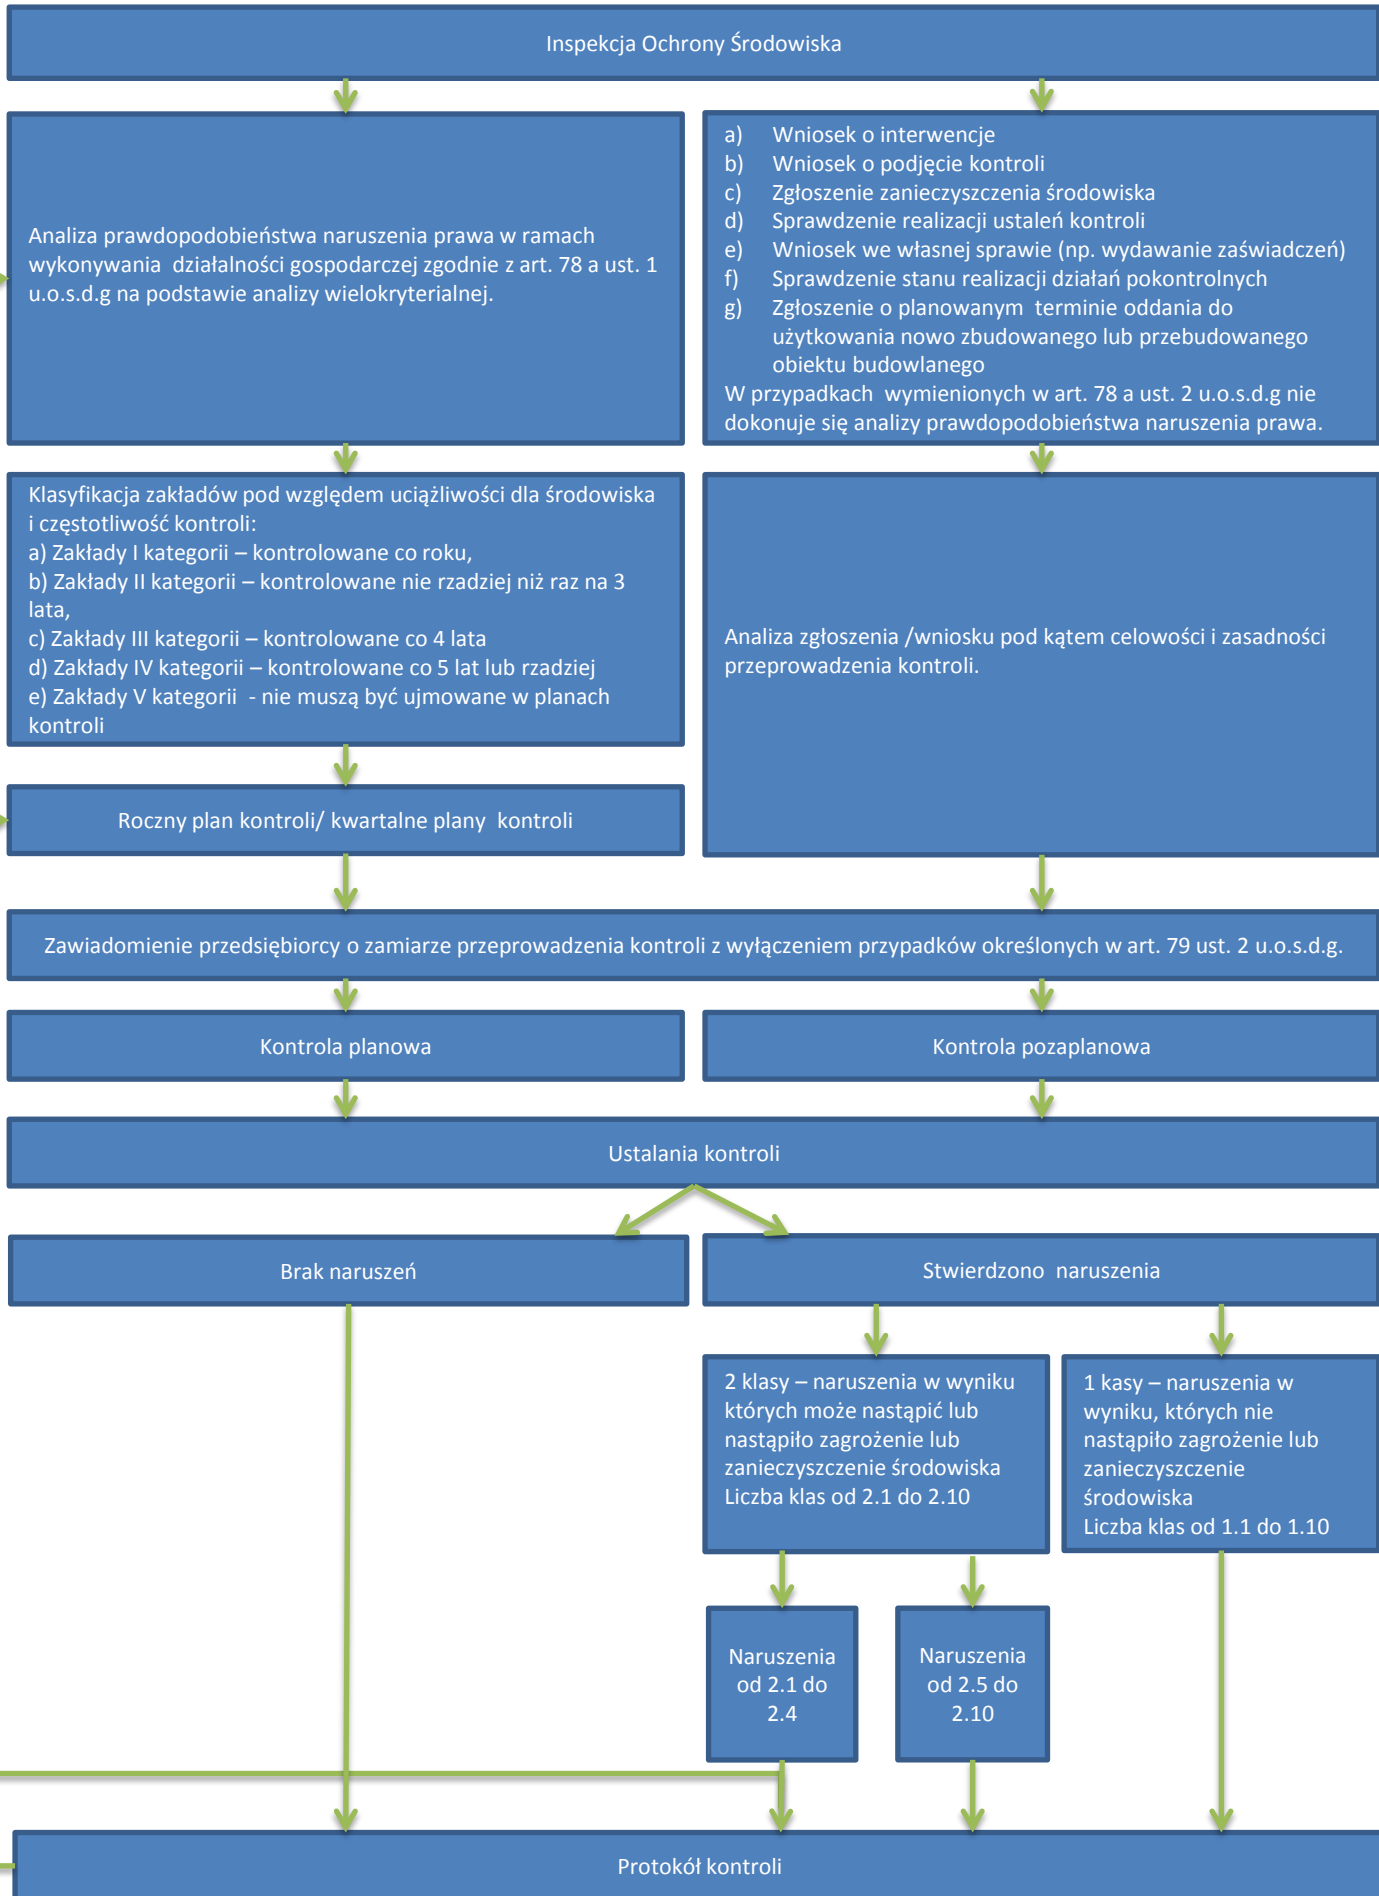 Inspekcja Ochrony Środowiska
Analiza prawdopodobieństwa naruszenia prawa w ramach
wykonywania działalności gospodarczej zgodnie z art. 78 a ust. 1
u.o.s.d.g na podstawie analizy wielokryterialnej.
a) Wniosek o interwencje
b) Wniosek o podjęcie kontroli
c) Zgłoszenie zanieczyszczenia środowiska
d) Sprawdzenie realizacji ustaleń kontroli
e) Wniosek we własnej sprawie (np. wydawanie zaświadczeń)
f) Sprawdzenie stanu realizacji działań pokontrolnych
g) Zgłoszenie o planowanym terminie oddania do
użytkowania nowo zbudowanego lub przebudowanego
obiektu budowlanego
W przypadkach wymienionych w art. 78 a ust. 2 u.o.s.d.g nie
dokonuje się analizy prawdopodobieństwa naruszenia prawa.
Klasyfikacja zakładów pod względem uciążliwości dla środowiska
i częstotliwość kontroli:
a) Zakłady I kategorii – kontrolowane co roku,
b) Zakłady II kategorii – kontrolowane nie rzadziej niż raz na 3
lata,
c) Zakłady III kategorii – kontrolowane co 4 lata
d) Zakłady IV kategorii – kontrolowane co 5 lat lub rzadziej
e) Zakłady V kategorii - nie muszą być ujmowane w planach
kontroli
Analiza zgłoszenia /wniosku pod kątem celowości i zasadności
przeprowadzenia kontroli.
Roczny plan kontroli/ kwartalne plany kontroli
Zawiadomienie przedsiębiorcy o zamiarze przeprowadzenia kontroli z wyłączeniem przypadków określonych w art. 79 ust. 2 u.o.s.d.g.
Kontrola planowa
Kontrola pozaplanowa
Ustalania kontroli
Brak naruszeń
Stwierdzono naruszenia
2 klasy – naruszenia w wyniku
których może nastąpić lub
nastąpiło zagrożenie lub
zanieczyszczenie środowiska
Liczba klas od 2.1 do 2.10
1 kasy – naruszenia w
wyniku, których nie
nastąpiło zagrożenie lub
zanieczyszczenie
środowiska
Liczba klas od 1.1 do 1.10
Naruszenia
od 2.1 do
2.4
Naruszenia
od 2.5 do
2.10
Protokół kontroli